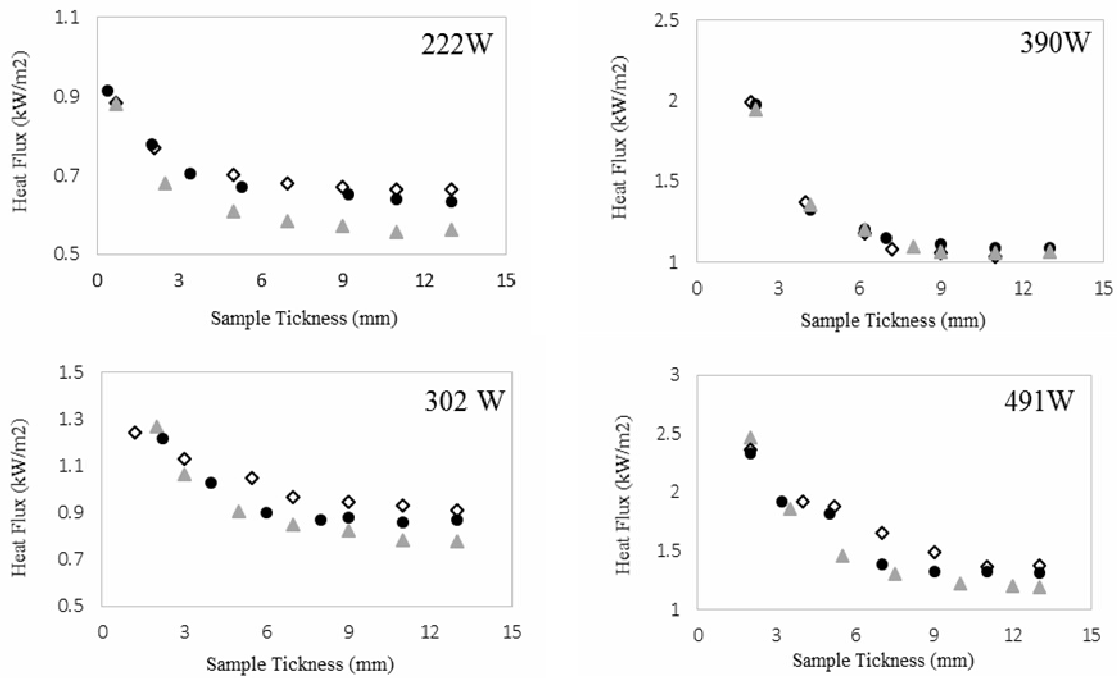 222W
Heat Flux (kW/m2)
1.1
0.9
0.7
0.5
0 3 6 9 12 15
Sample Tickness (mm)
390W
Heat Flux (kW/m2)
2.5
2
1.5
1
0 3 6 9 12 15
Sample Tickness (mm)
302 W
Heat Flux (kW/m2)
1.5
1.3
1.1
0.9
0.7
0.5
0 3 6 9 12 15
Sample Tickness (mm)
491W
Heat Flux (kW/m2)
3
2.5
2
1.5
1
0 3 6 9 12 15
Sample Tickness (mm)